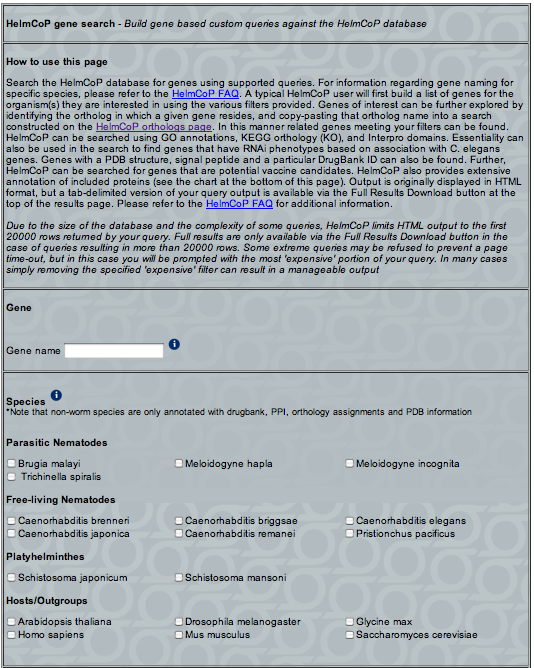 HelmCoP gene search - Build gene based custom queries against the HelmCoP database
How to use this page
Search the HelmCoP database for genes using supported queries. For information regarding gene naming for
specific species, please refer to the HelmCoP FAQ. A typical HelmCoP user will first build a list of genes for the
organism(s) they are interested in using the various filters provided. Genes of interest can be further explored by
identifying the ortholog in which a given gene resides, and copy-pasting that ortholog name into a search
constructed on the HelmCoP orthologs page. In this manner related genes meeting your filters can be found.
HelmCoP can be searched using GO annotations, KEGG orthology (KO), and Interpro domains. Essentiality can
also be used in the search to find genes that have RNAi phenotypes based on association with C. elegans
genes. Genes with a PDB structure, signal peptide and a particular DrugBank ID can also be found. Further,
HelmCoP can be searched for genes that are potential vaccine candidates. HelmCoP also provides extensive
annotation of included proteins (see the chart at the bottom of this page). Output is originally displayed in HTML
format, but a tab-delimited version of your query output is available via the Full Results Download button at the
top of the results page. Please refer to the HelmCoP FAQ for additional information.
Due to the size of the database and the complexity of some queries, HelmCoP limits HTML output to the first
20000 rows returned by your query. Full results are only available via the Full Results Download button in the
case of queries resulting in more than 20000 rows. Some extreme queries may be refused to prevent a page
time-out, but in this case you will be prompted with the most 'expensive' portion of your query. In many cases
simply removing the specified 'expensive' filter can result in a manageable output
Gene
Gene name i
Species i
*Note that non-worm species are only annotated with drugbank, PPI, orthology assignments and PDB information
Parasitic Nematodes
Brugia malayi Meloidogyne hapla Meloidogyne incognita
Trichinella spiralis
Free-living Nematodes
Caenorhabditis brenneri Caenorhabditis briggsae Caenorhabditis elegans
Caenorhabditis japonica Caenorhabditis remanei Pristionchus pacificus
Platyhelminthes
Schistosoma japonicum Schistosoma mansoni
Hosts/Outgroups
Arabidopsis thaliana Drosophila melanogaster Glycine max
Homo sapiens Mus musculus Saccharomyces cerevisiae